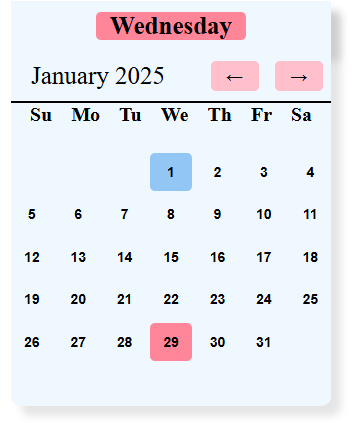 Wednesday
January 2025 ← →
Su Mo Tu We Th Fr Sa
1 2 3 4
5 6 7 8 9 10 11
12 13 14 15 16 17 18
19 20 21 22 23 24 25
26 27 28 29 30 31